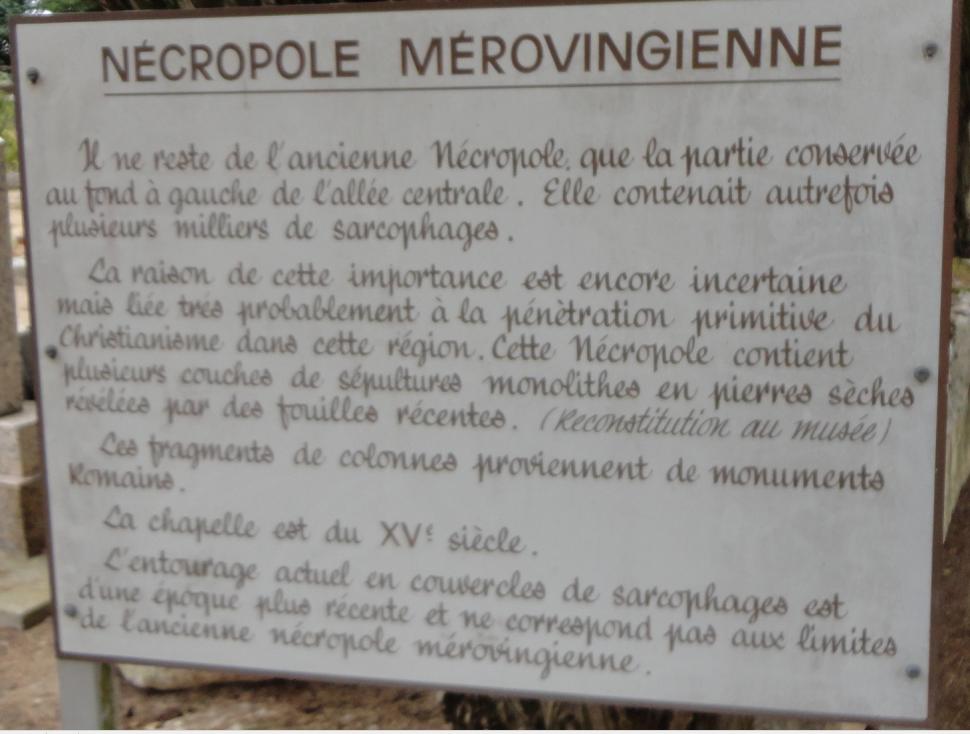 NÉCROPOLE MÉROVINGIENNE
Il ne reste de l'ancienne Nécropole, que la partie conservée
au fond à gauche de l'allée centrale. Elle contenait autrefois
plusieurs milliers de sarcophages.
La raison de cette importance est encore incertaine
mais liée très probablement à la pénètration primitive du
Christianisme dans cette région. Cette Nécropole contient
plusieurs couches de sépultures monolithes en pierres sèches
révélées par des fouilles récentes. (Reconstitution au musée)
Les fragments de colonnes proviennent de monuments
Romains.
La chapelle est du XVe siècle.
L'entourage actuel en couvercles de sarcophages est
d'une époque plus récente et ne correspond pas aux limites
de l'ancienne nécropole mérovingienne.